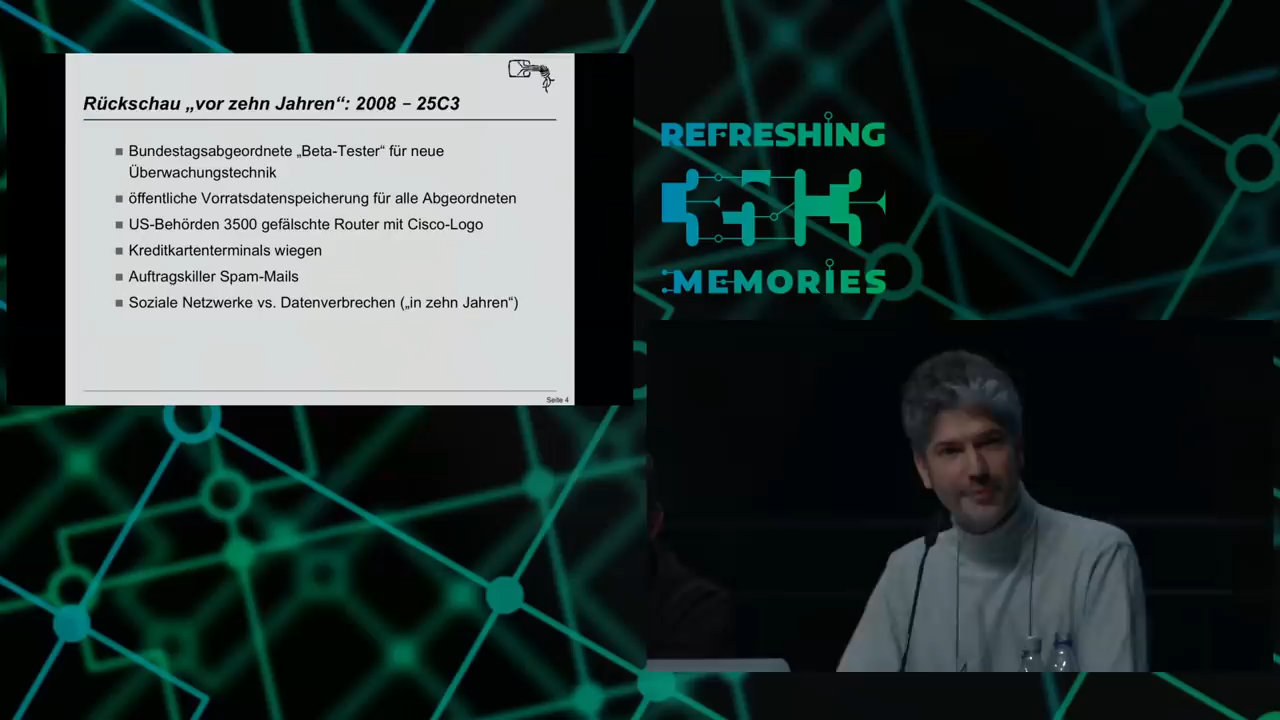 Rückschau „vor zehn Jahren“: 2008 – 25C3
Bundestagsabgeordnete „Beta-Tester“ für neue
Überwachungstechnik
öffentliche Vorratsdatenspeicherung für alle Abgeordneten
US-Behörden 3500 gefälschte Router mit Cisco-Logo
Kreditkartenterminals wiegen
Auftragskiller Spam-Mails
Soziale Netzwerke vs. Datenverbrechen („in zehn Jahren“)
Seite 4
REFRESHING
MEMORIES